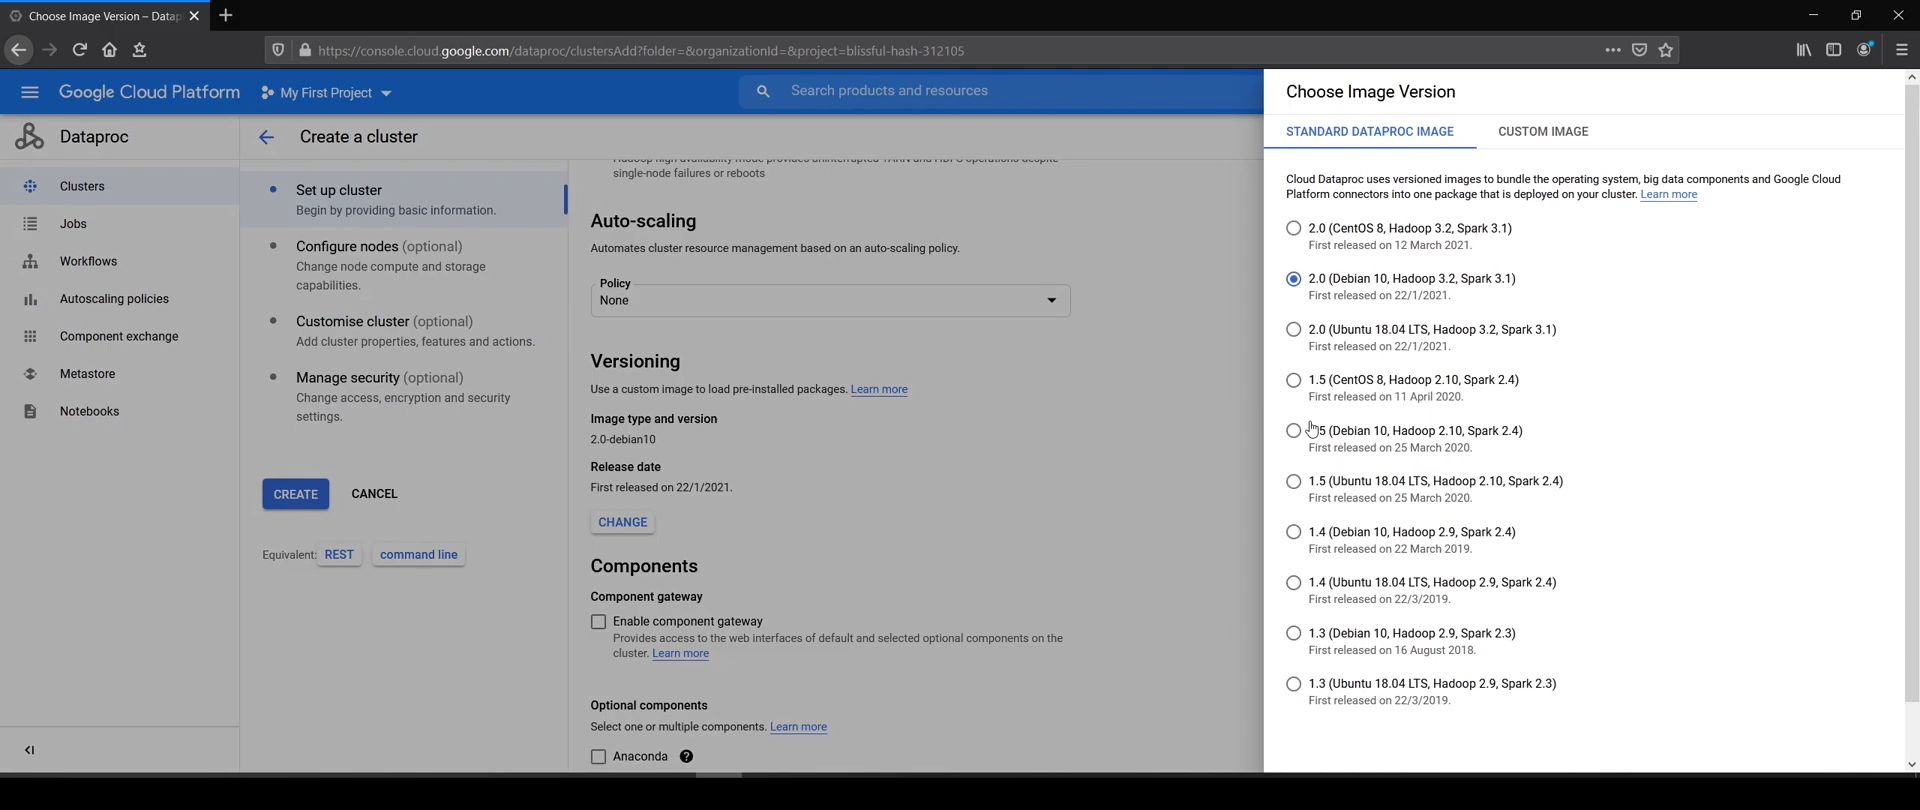 Choose Image Version – Datap
https://console.cloud.google.com/dataproc/clustersAdd?folder=&organizationId=&project=blissful-hash-312105
Google Cloud Platform
My First Project
Search products and resources
Dataproc
Clusters
Jobs
Workflows
Autoscaling policies
Component exchange
Metastore
Notebooks
Create a cluster
Set up cluster
Begin by providing basic information.
Configure nodes (optional)
Change node compute and storage
capabilities.
Customise cluster (optional)
Add cluster properties, features and actions.
Manage security (optional)
Change access, encryption and security
settings.
CREATE CANCEL
Equivalent: REST command line
Hadoop high availability mode provides uninterrupted YARN and HDFS operations despite
single-node failures or reboots
Auto-scaling
Automates cluster resource management based on an auto-scaling policy.
Policy
None
Versioning
Use a custom image to load pre-installed packages. Learn more
Image type and version
2.0-debian10
Release date
First released on 22/1/2021.
CHANGE
Components
Component gateway
Enable component gateway
Provides access to the web interfaces of default and selected optional components on the
cluster. Learn more
Optional components
Select one or multiple components. Learn more
Anaconda
Choose Image Version
STANDARD DATAPROC IMAGE CUSTOM IMAGE
Cloud Dataproc uses versioned images to bundle the operating system, big data components and Google Cloud
Platform connectors into one package that is deployed on your cluster. Learn more
2.0 (CentOS 8, Hadoop 3.2, Spark 3.1)
First released on 12 March 2021.
2.0 (Debian 10, Hadoop 3.2, Spark 3.1)
First released on 22/1/2021.
2.0 (Ubuntu 18.04 LTS, Hadoop 3.2, Spark 3.1)
First released on 22/1/2021.
1.5 (CentOS 8, Hadoop 2.10, Spark 2.4)
First released on 11 April 2020.
5 (Debian 10, Hadoop 2.10, Spark 2.4)
First released on 25 March 2020.
1.5 (Ubuntu 18.04 LTS, Hadoop 2.10, Spark 2.4)
First released on 25 March 2020.
1.4 (Debian 10, Hadoop 2.9, Spark 2.4)
First released on 22 March 2019.
1.4 (Ubuntu 18.04 LTS, Hadoop 2.9, Spark 2.4)
First released on 22/3/2019.
1.3 (Debian 10, Hadoop 2.9, Spark 2.3)
First released on 16 August 2018.
1.3 (Ubuntu 18.04 LTS, Hadoop 2.9, Spark 2.3)
First released on 22/3/2019.